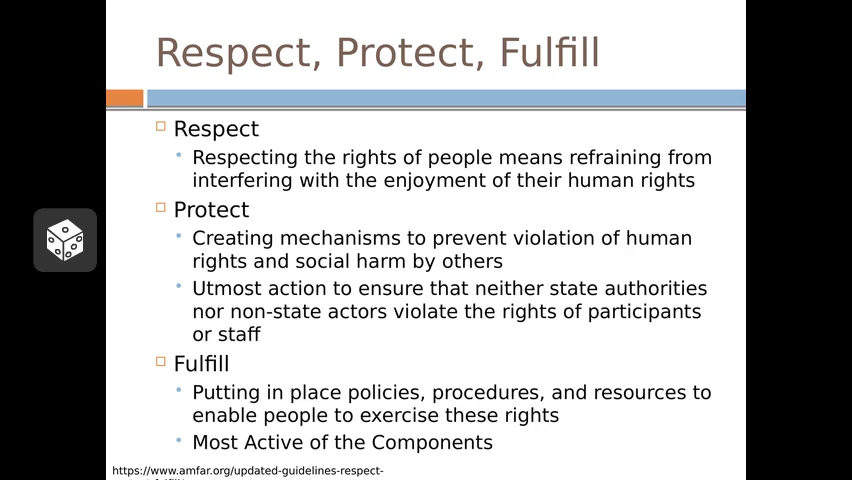 Respect, Protect, Fulfill
Respect
Respecting the rights of people means refraining from
interfering with the enjoyment of their human rights
Protect
Creating mechanisms to prevent violation of human
rights and social harm by others
Utmost action to ensure that neither state authorities
nor non-state actors violate the rights of participants
or staff
Fulfill
Putting in place policies, procedures, and resources to
enable people to exercise these rights
Most Active of the Components
https://www.amfar.org/updated-guidelines-respect-